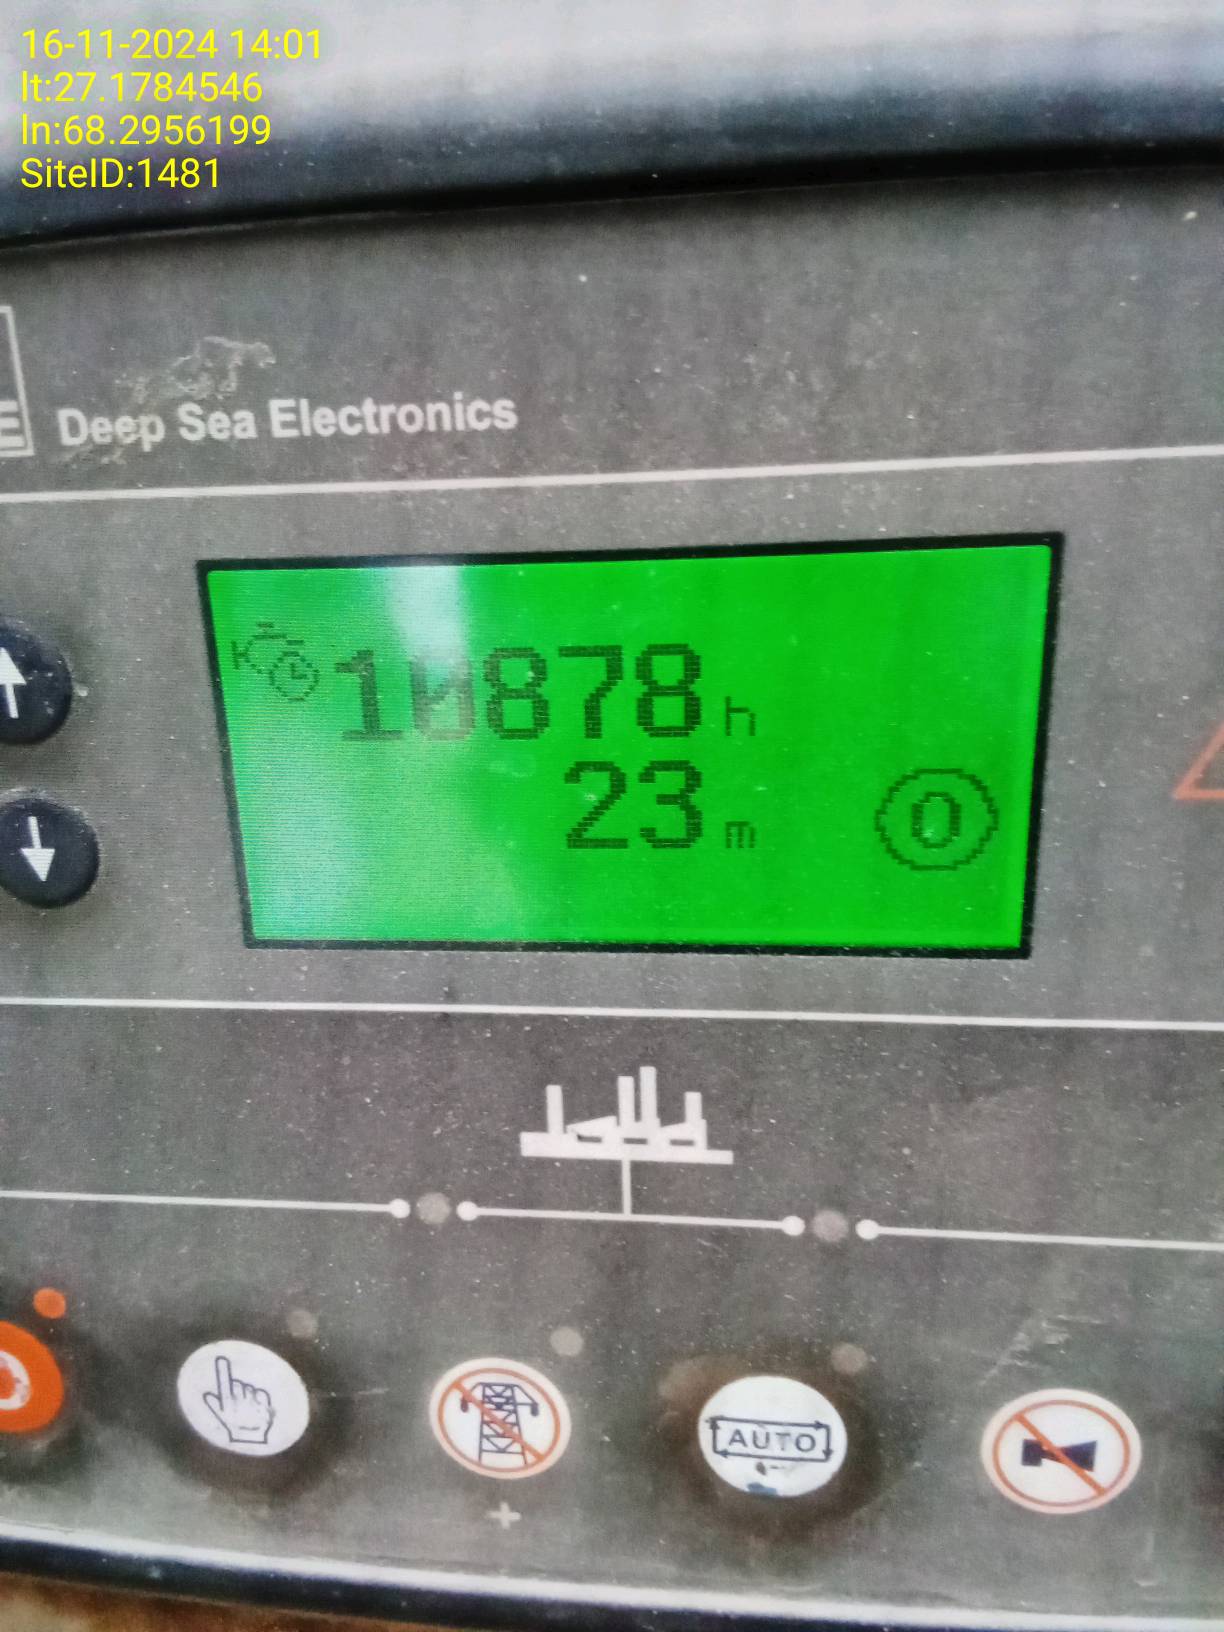 16-11-2024 14:01
lt:27.1784546
ln:68.2956199
SiteID:1481
E
Deep Sea Electronics
10878 h
23 m
0
AUTO
+